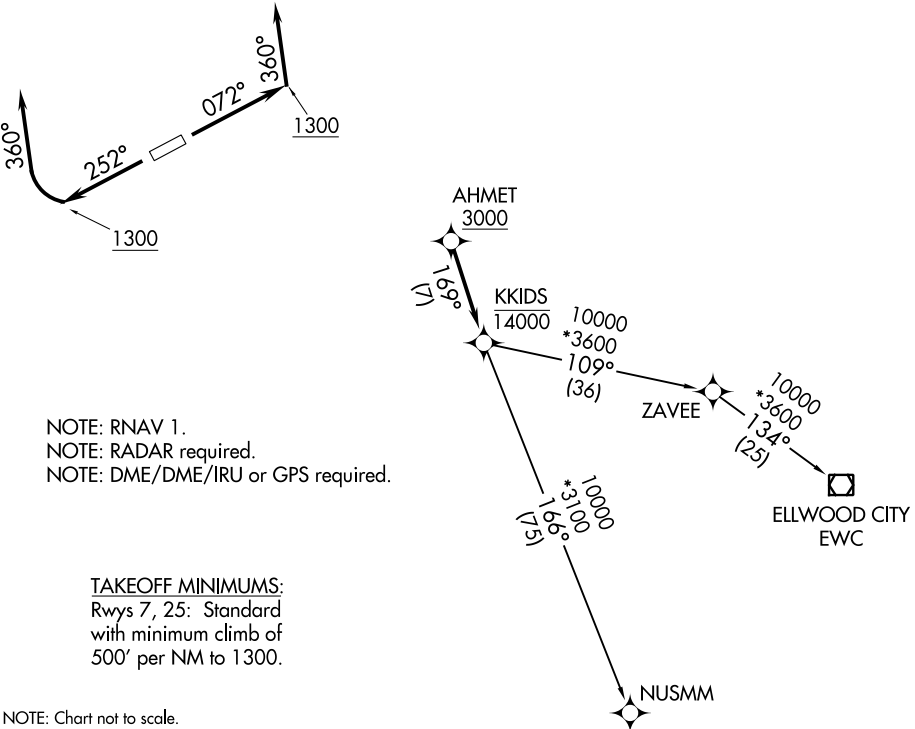 360°
072°
1300
360°
252°
1300
AHMET
3000
169°
(7)
KKIDS
14000
10000
*3600
109°
(36)
ZAVEE
10000
*3600
134°
(25)
ELLWOOD CITY
EWC
10000
*3100
166°
(75)
NUSMM
NOTE: RNAV 1.
NOTE: RADAR required.
NOTE: DME/DME/IRU or GPS required.
TAKEOFF MINIMUMS:
Rwys 7, 25: Standard
with minimum climb of
500' per NM to 1300.
NOTE: Chart not to scale.